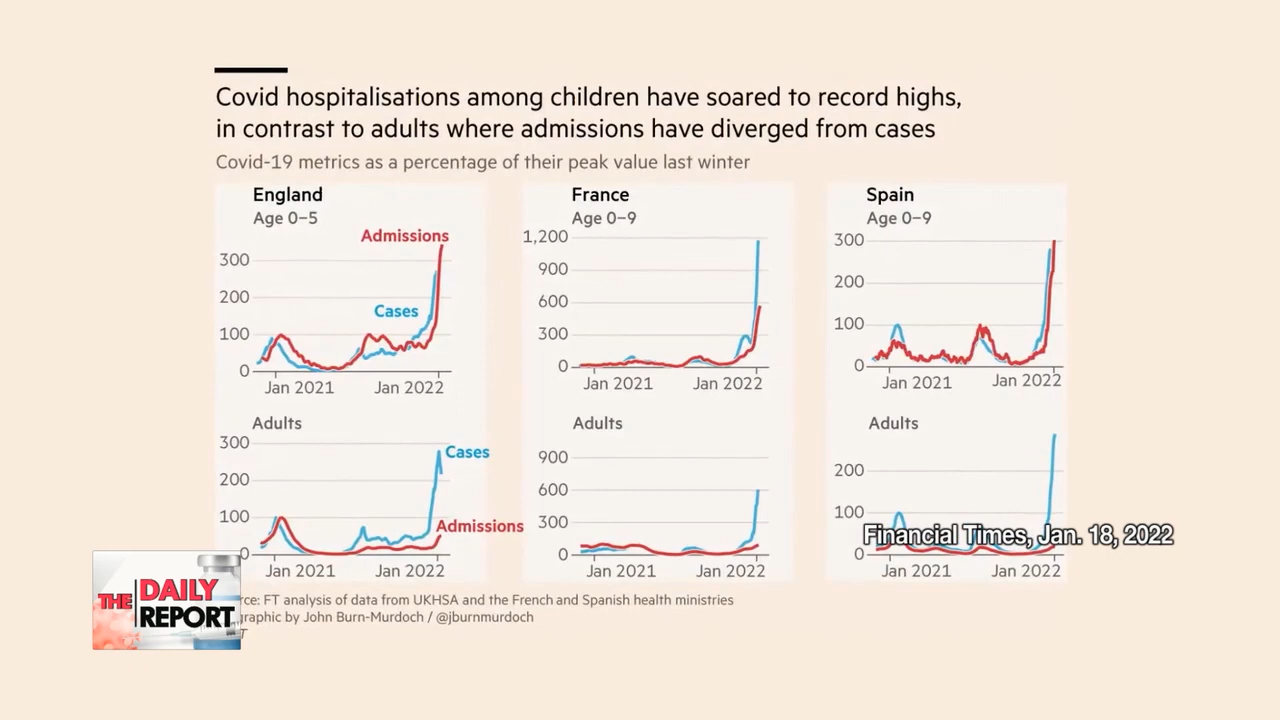 Covid hospitalisations among children have soared to record highs,
in contrast to adults where admissions have diverged from cases
Covid-19 metrics as a percentage of their peak value last winter
England
Age 0–5
Admissions
Cases
300
200
100
0
Jan 2021
Jan 2022
France
Age 0–9
1,200
900
600
300
0
Jan 2021
Jan 2022
Spain
Age 0–9
300
200
100
0
Jan 2021
Jan 2022
Adults
300
200
100
0
Cases
Admissions
Jan 2021
Jan 2022
Adults
900
600
300
0
Jan 2021
Jan 2022
Adults
200
100
0
Jan 2021
Jan 2022
Financial Times, Jan. 18, 2022
THE DAILY
REPORT
FT analysis of data from UKHSA and the French and Spanish health ministries
by John Burn-Murdoch / @jburnmurdoch